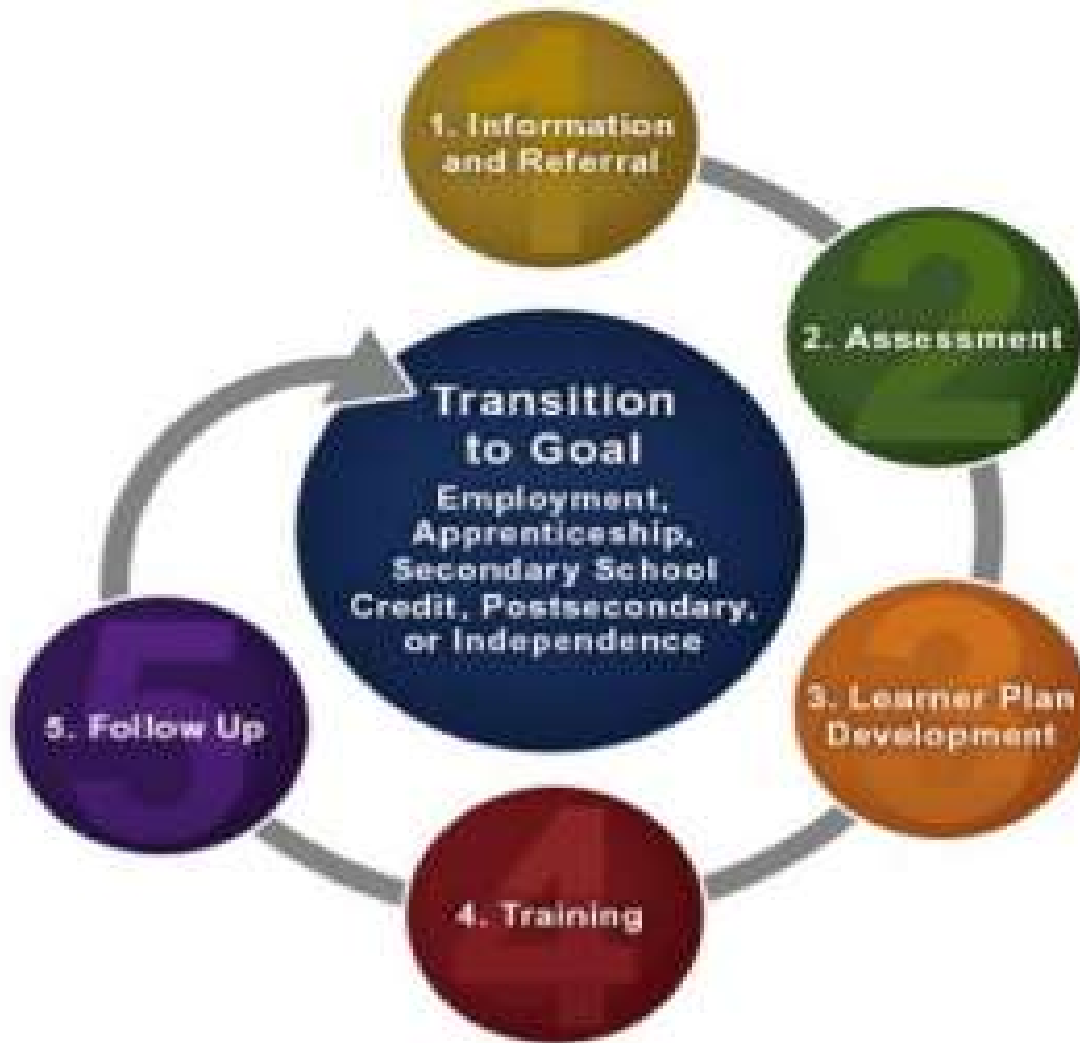 1. Information
and Referral
2. Assessment
3. Learner Plan
Development
4. Training
5. Follow Up
Transition
to Goal
Employment,
Apprenticeship,
Secondary School
Credit, Postsecondary,
or Independence